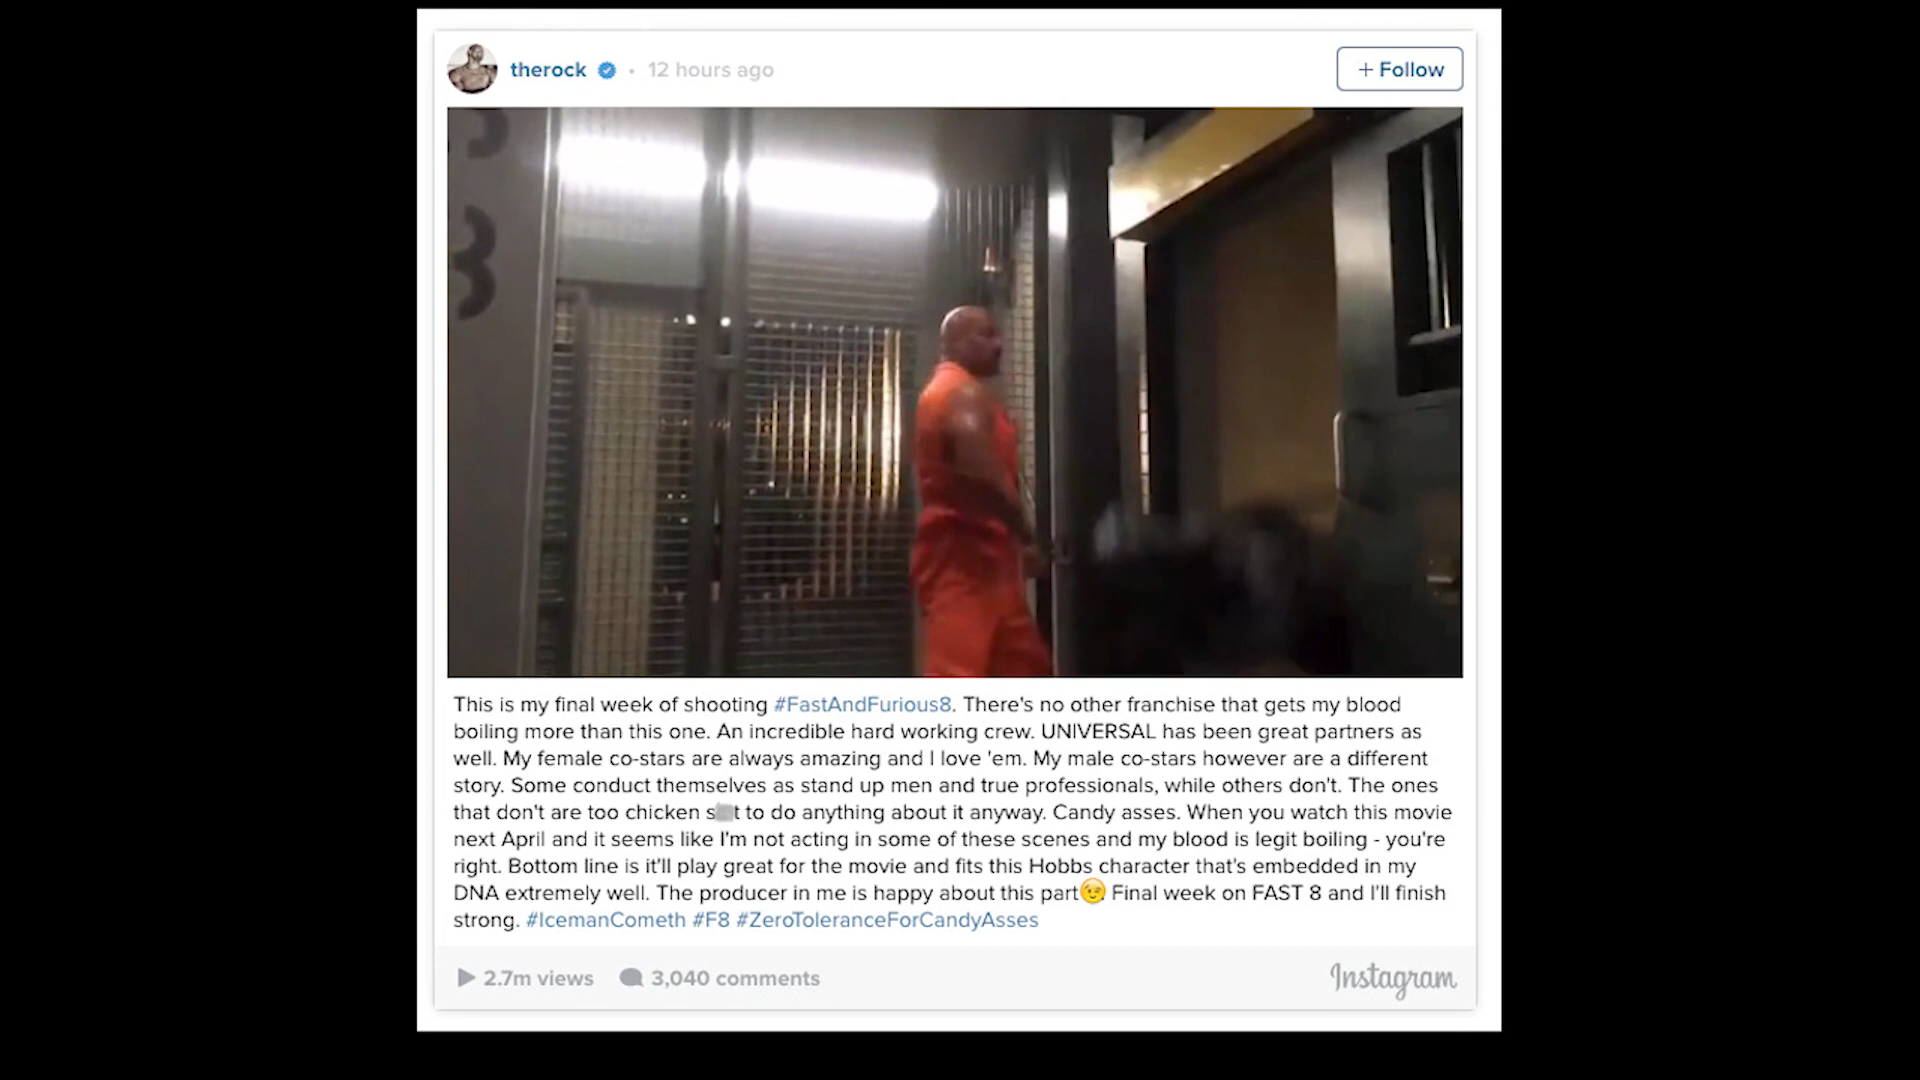 therock • 12 hours ago
+ Follow
This is my final week of shooting #FastAndFurious8. There's no other franchise that gets my blood
boiling more than this one. An incredible hard working crew. UNIVERSAL has been great partners as
well. My female co-stars are always amazing and I love 'em. My male co-stars however are a different
story. Some conduct themselves as stand up men and true professionals, while others don't. The ones
that don't are too chicken s t to do anything about it anyway. Candy asses. When you watch this movie
next April and it seems like I'm not acting in some of these scenes and my blood is legit boiling - you're
right. Bottom line is it'll play great for the movie and fits this Hobbs character that's embedded in my
DNA extremely well. The producer in me is happy about this part😉. Final week on FAST 8 and I'll finish
strong. #IcemanCometh #F8 #ZeroToleranceForCandyAsses
2.7m views 3,040 comments
Instagram